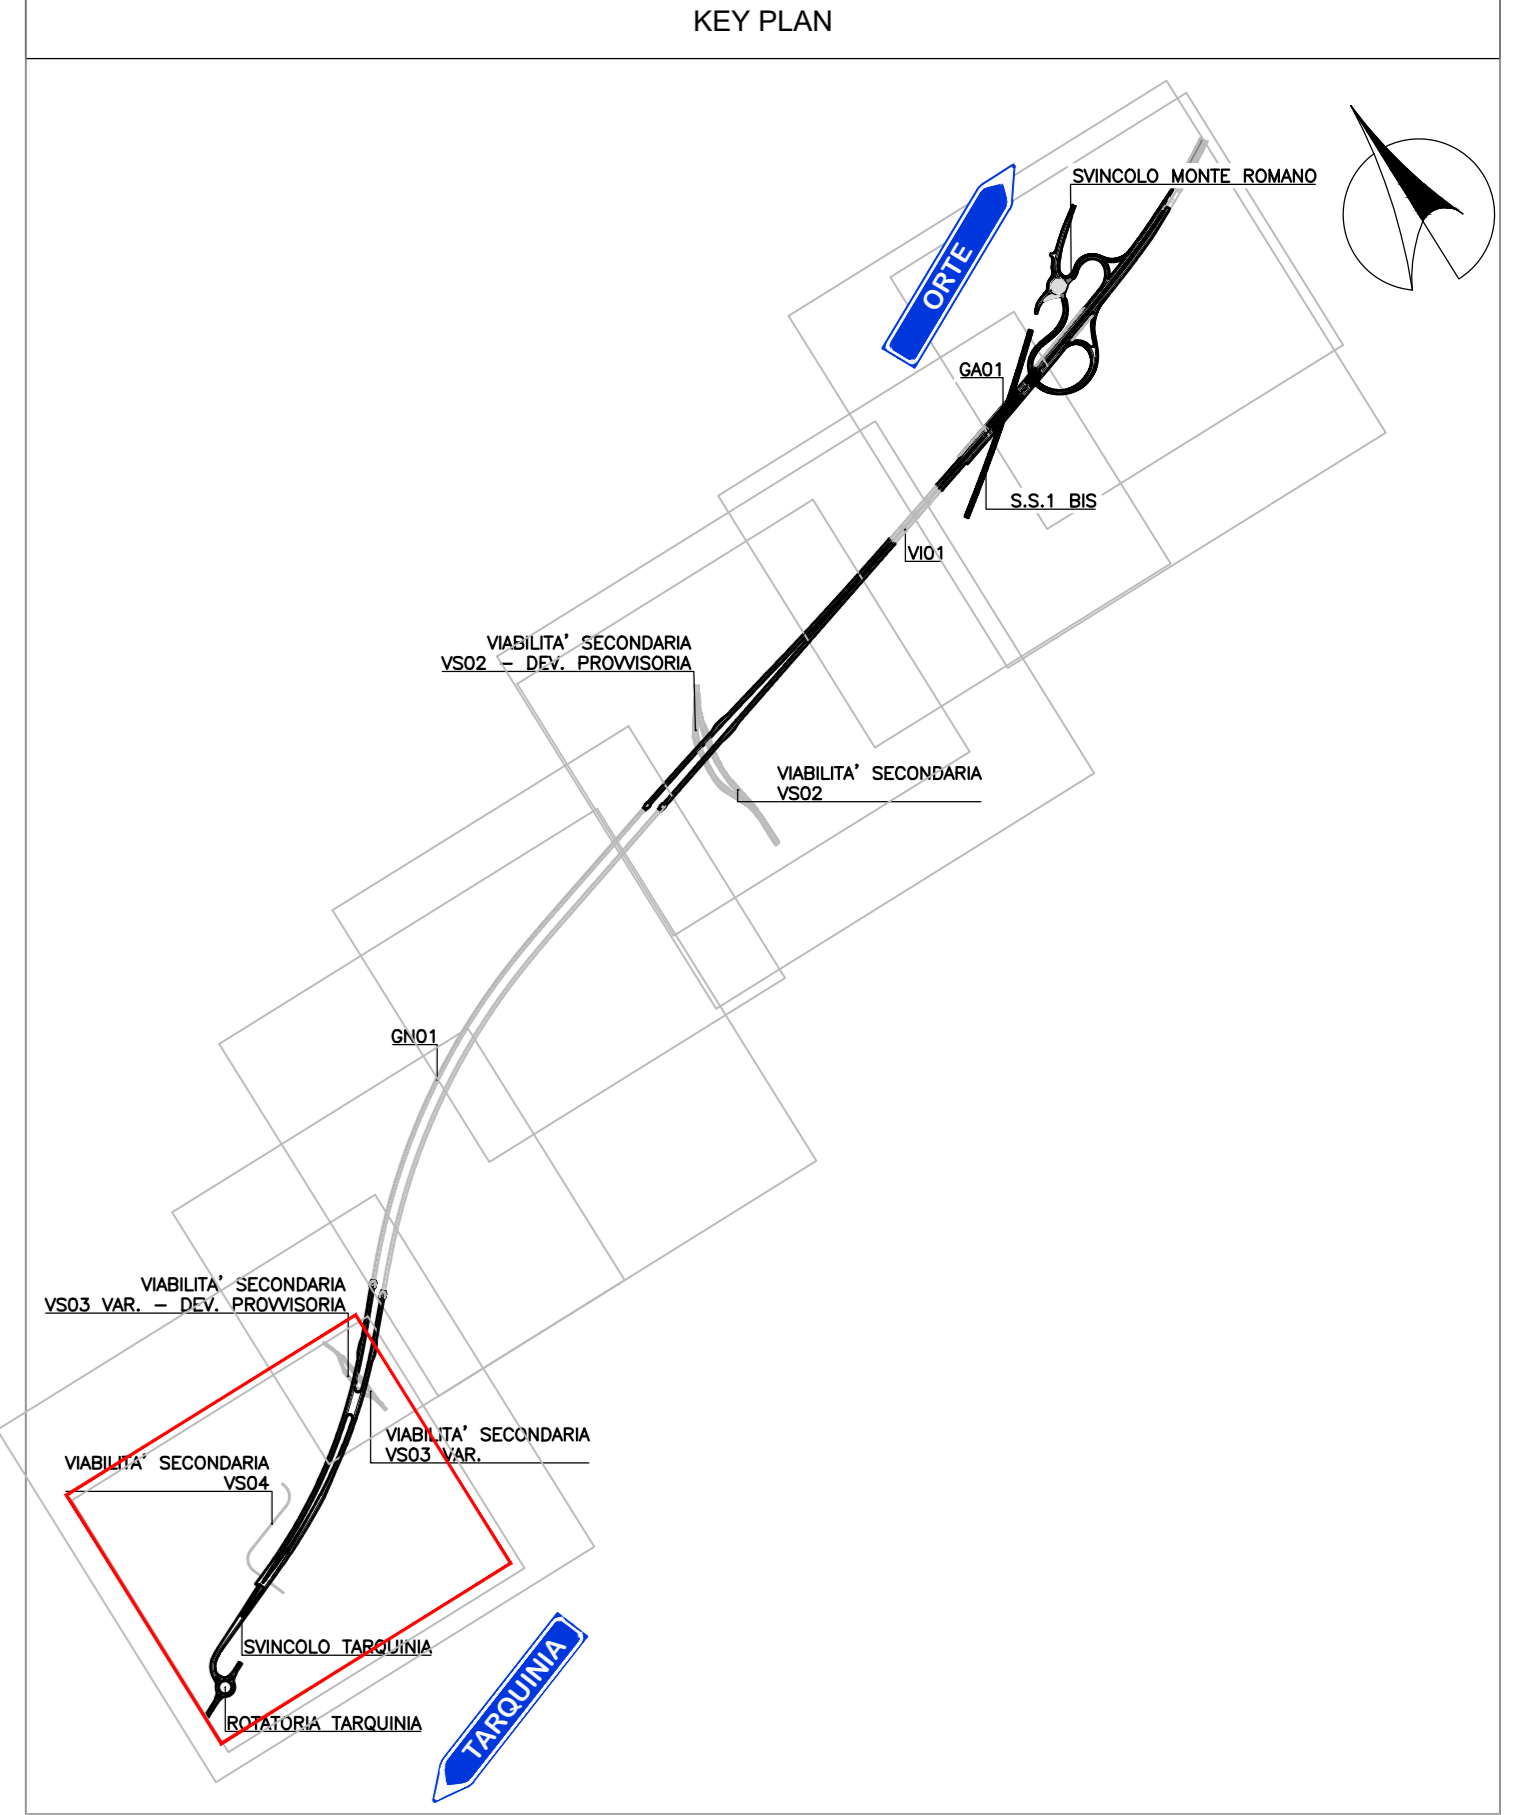 KEY PLAN
SVINCOLO MONTE ROMANO
ORTE
GA01
S.S.1 BIS
VI01
VIABILITA' SECONDARIA
VS02 - DEV. PROVVISORIA
VIABILITA' SECONDARIA
VS02
GN01
VIABILITA' SECONDARIA
VS03 VAR. - DEV. PROVVISORIA
VIABILITA' SECONDARIA
VS03 VAR.
VIABILITA' SECONDARIA
VS04
SVINCOLO TARQUINIA
TARQUINIA
ROTATORIA TARQUINIA